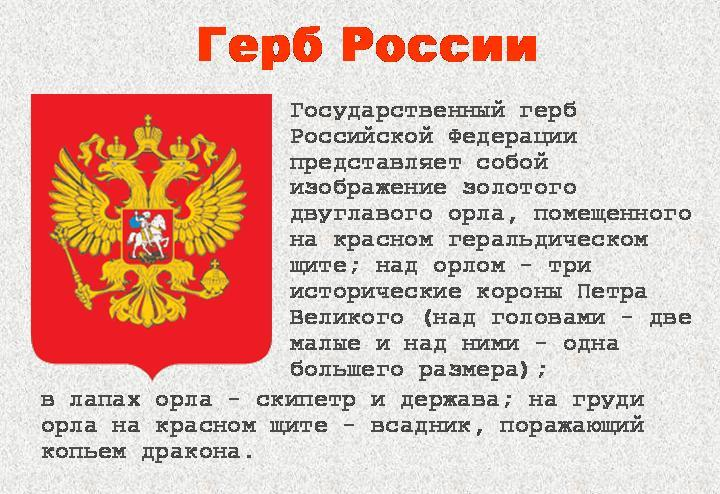 Герб России
Государственный герб
Российской Федерации
представляет собой
изображение золотого
двуглавого орла, помещенного
на красном геральдическом
щите; над орлом - три
исторические короны Петра
Великого (над головами - две
малые и над ними - одна
большего размера);
в лапах орла - скипетр и держава; на груди
орла на красном щите - всадник, поражающий
копьем дракона.